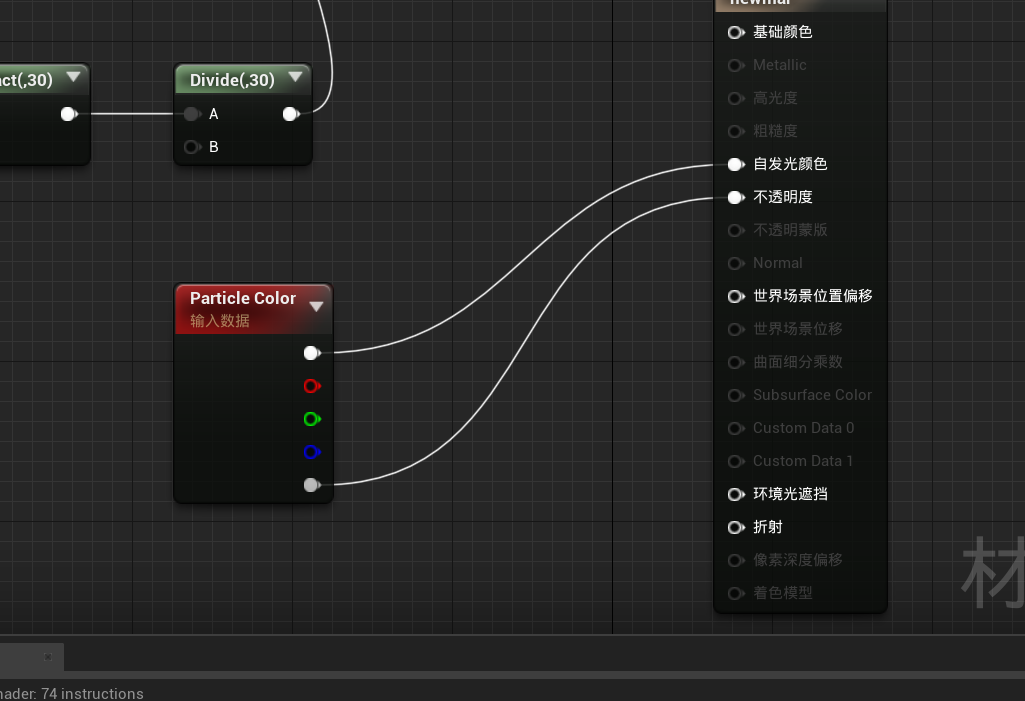 newmal
act(,30)
Divide(,30)
A
B
Particle Color
输入数据
基础颜色
Metallic
高光度
粗糙度
自发光颜色
不透明度
不透明蒙版
Normal
世界场景位置偏移
世界场景位移
曲面细分乘数
Subsurface Color
Custom Data 0
Custom Data 1
环境光遮挡
折射
像素深度偏移
着色模型
材
hader: 74 instructions